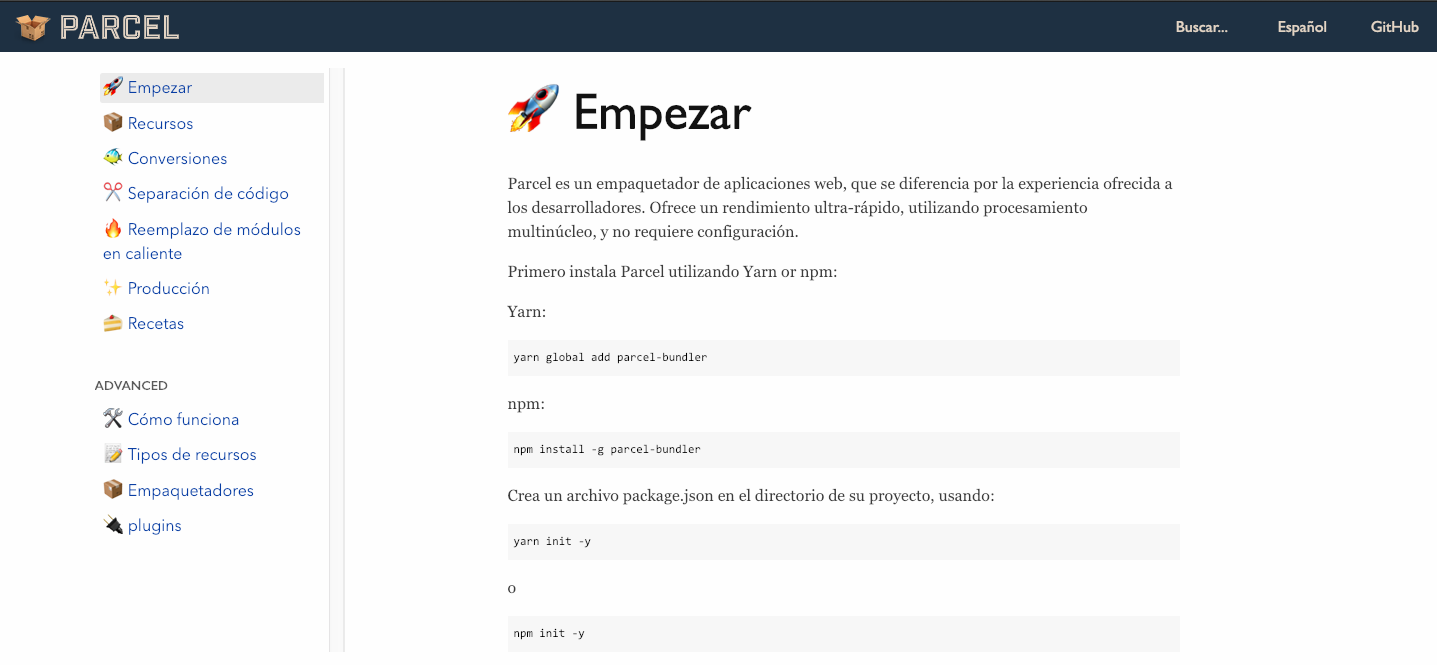 PARCEL
Buscar...
Español
GitHub
Empezar
Recursos
Conversiones
Separación de código
Reemplazo de módulos
en caliente
Producción
Recetas
ADVANCED
Cómo funciona
Tipos de recursos
Empaquetadores
plugins
Empezar
Parcel es un empaquetador de aplicaciones web, que se diferencia por la experiencia ofrecida a
los desarrolladores. Ofrece un rendimiento ultra-rápido, utilizando procesamiento
multinúcleo, y no requiere configuración.
Primero instala Parcel utilizando Yarn or npm:
Yarn:
yarn global add parcel-bundler
npm:
npm install -g parcel-bundler
Crea un archivo package.json en el directorio de su proyecto, usando:
yarn init -y
o
npm init -y